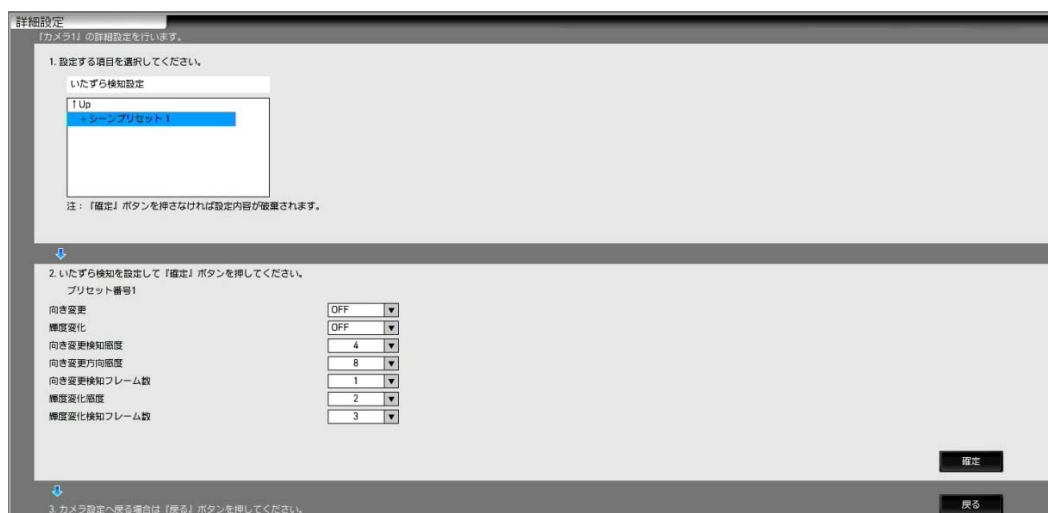 詳細設定
『カメラ1』の詳細設定を行います。
1. 設定する項目を選択してください。
いたずら検知設定
↑Up
+シーンプリセット1
注：『確定』ボタンを押さなければ設定内容が破棄されます。
2. いたずら検知を設定して『確定』ボタンを押してください。
プリセット番号1
向き変更 OFF
輝度変化 OFF
向き変更検知感度 4
向き変更方向感度 8
向き変更検知フレーム数 1
輝度変化感度 2
輝度変化検知フレーム数 3
確定
3. カメラ設定へ戻る場合は『戻る』ボタンを押してください。
戻る